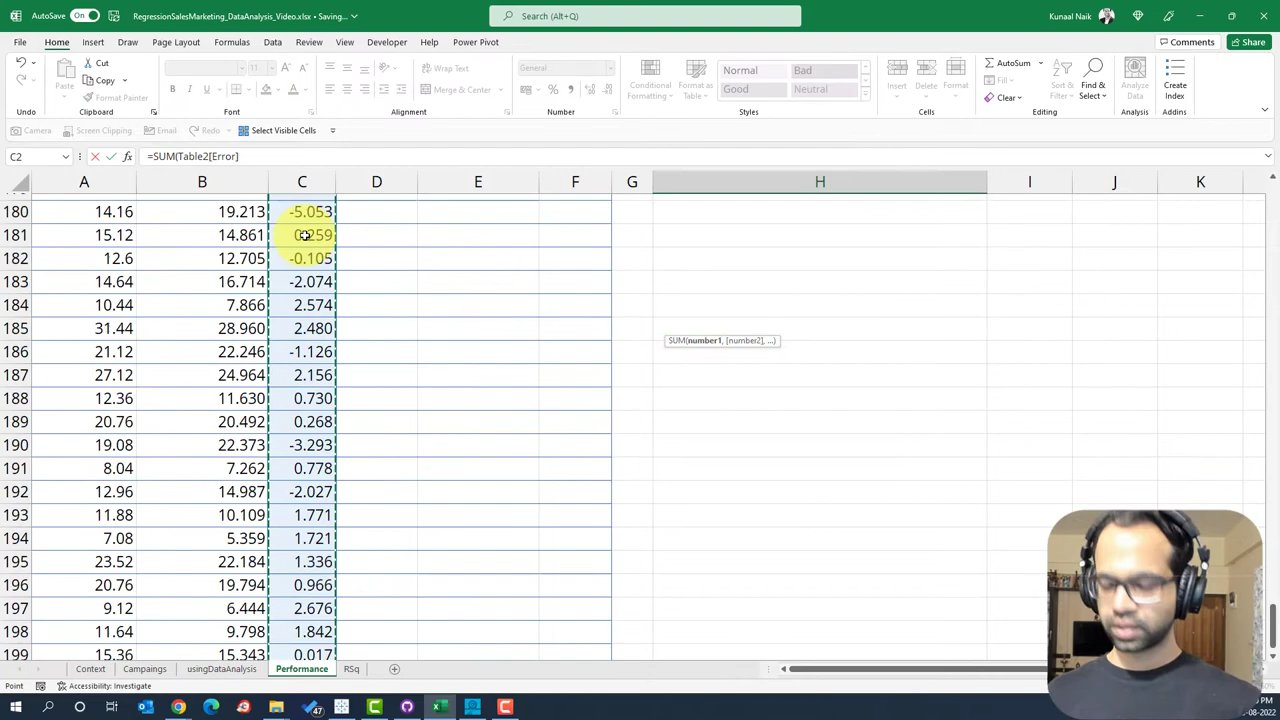 AutoSave On RegressionSalesMarketing_DataAnalysis_Video.xlsx • Saving... Search (Alt+Q) Kunaal Naik
File Home Insert Draw Page Layout Formulas Data Review View Developer Help Power Pivot Comments Share
Cut General Normal Bad AutoSum
Copy Wrap Text Fill
Paste Format Painter Merge & Center Conditional Formatting Format as Table Good Neutral Insert Delete Format Clear Sort & Filter Find & Select Analyze Data Create Index
Undo Clipboard Font Alignment Number Styles Cells Editing Analysis Addins
Camera Screen Clipping Email Redo Select Visible Cells
C2 =SUM(Table2[Error]
A B C D E F G H I J K
180 14.16 19.213 -5.053
181 15.12 14.861 0.259
182 12.6 12.705 -0.105
183 14.64 16.714 -2.074
184 10.44 7.866 2.574
185 31.44 28.960 2.480
SUM(number1, [number2], ...)
186 21.12 22.246 -1.126
187 27.12 24.964 2.156
188 12.36 11.630 0.730
189 20.76 20.492 0.268
190 19.08 22.373 -3.293
191 8.04 7.262 0.778
192 12.96 14.987 -2.027
193 11.88 10.109 1.771
194 7.08 5.359 1.721
195 23.52 22.184 1.336
196 20.76 19.794 0.966
197 9.12 6.444 2.676
198 11.64 9.798 1.842
199 15.36 15.343 0.017
Context Campaings usingDataAnalysis Performance RSq
Point Accessibility: Investigate
47
-08-2022